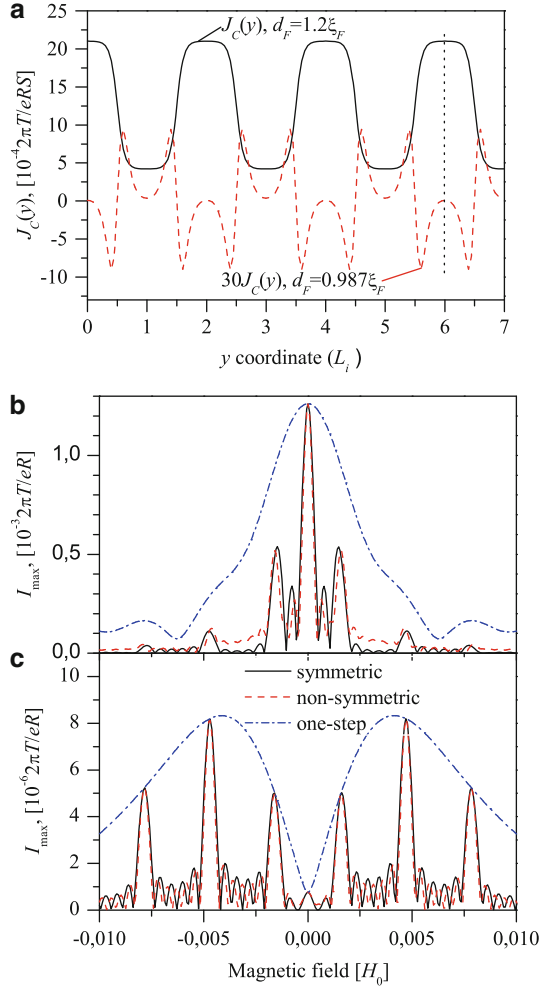 a
J_C(y), d_F=1.2ξ_F
25
20
15
10
5
0
-5
-10
J_C(y), [10^-4 2πT/eRS]
30J_C(y), d_F=0.987ξ_F
0 1 2 3 4 5 6 7
y coordinate (L_i)
b
1,0
0,5
0,0
I_max, [10^-3 2πT/eR]
c
symmetric
non-symmetric
one-step
10
8
6
4
2
0
I_max, [10^-6 2πT/eR]
-0,010 -0,005 0,000 0,005 0,010
Magnetic field [H_0]